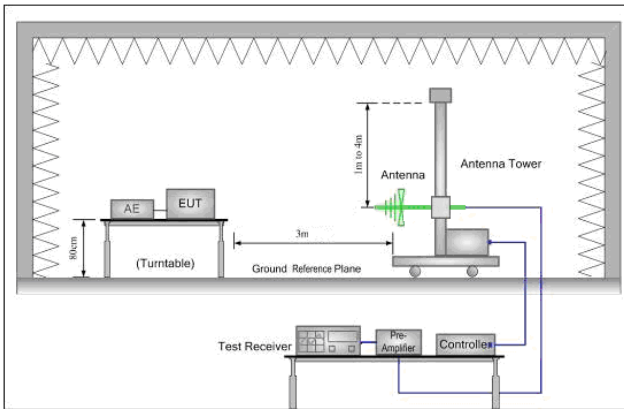 1m to 4m
Antenna
Antenna Tower
AE
EUT
80cm
(Turntable)
3m
Ground Reference Plane
Test Receiver
Pre-
Amplifier
Controller